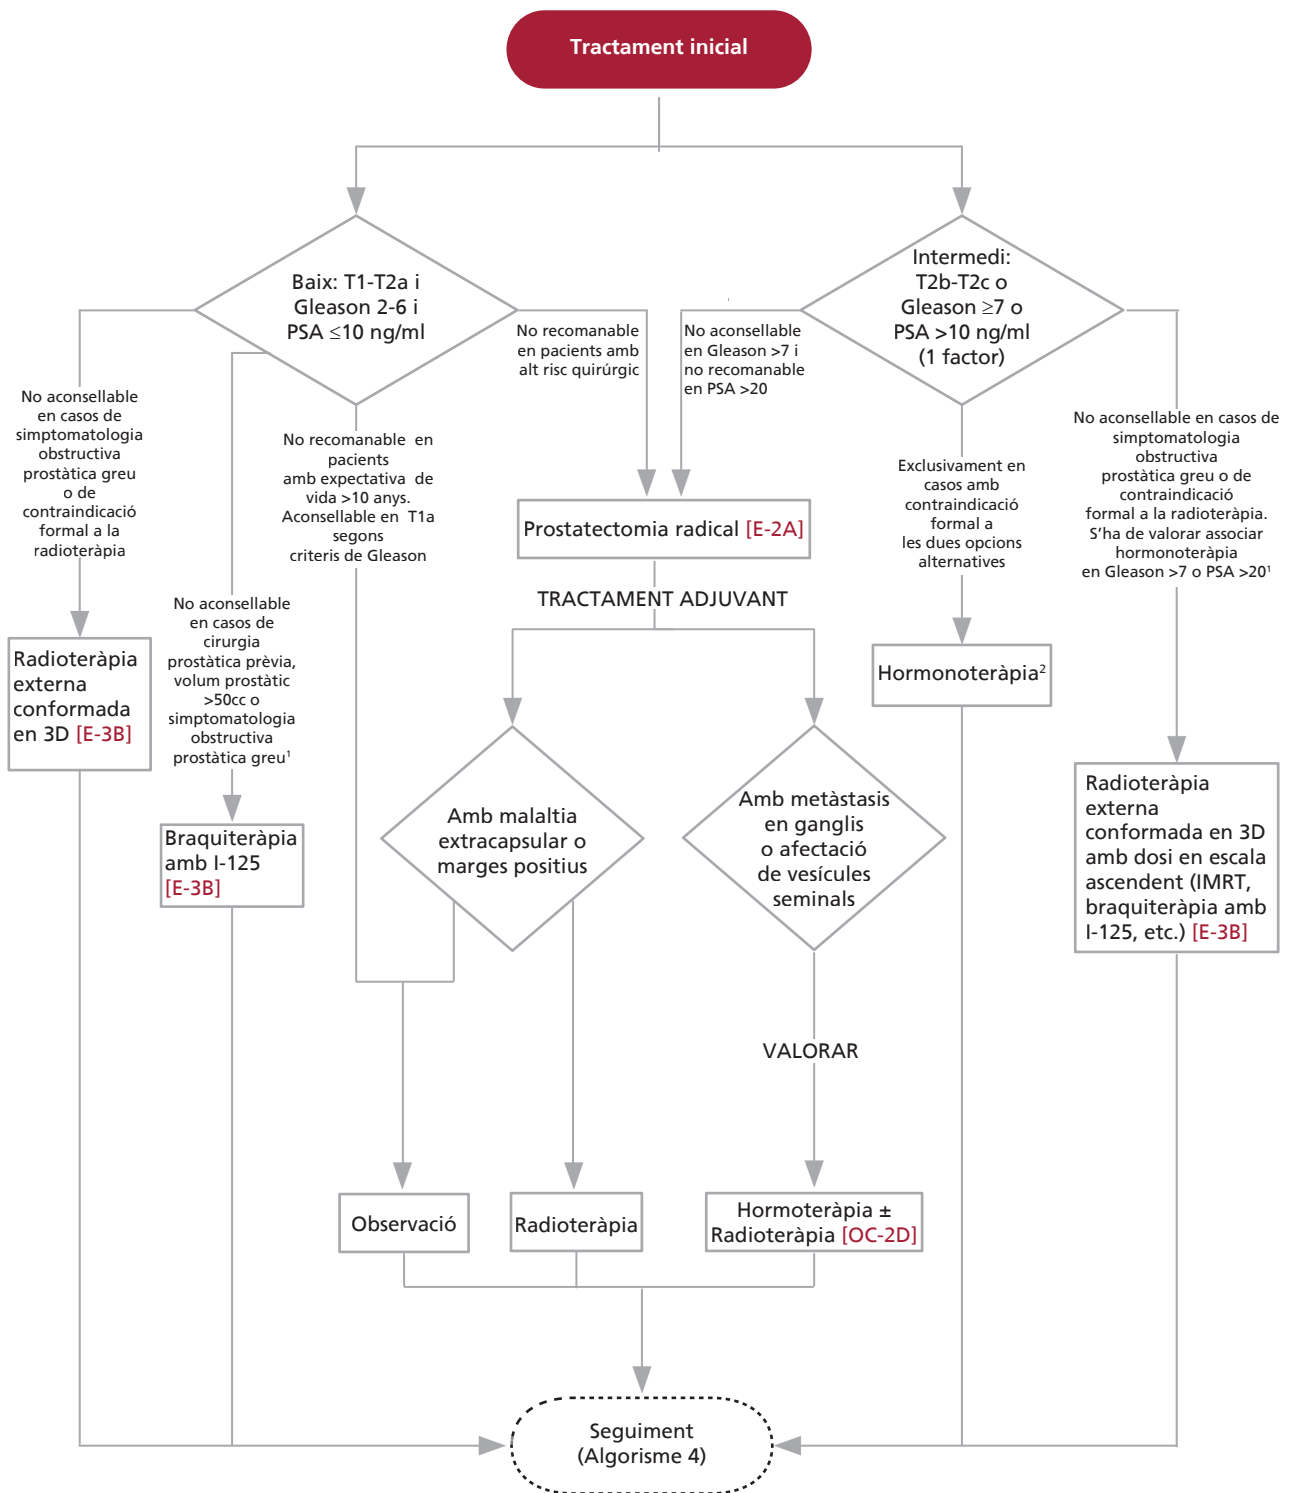 Tractament inicial
Baix: T1-T2a i
Gleason 2-6 i
PSA ≤10 ng/ml
Intermedi:
T2b-T2c o
Gleason ≥7 o
PSA >10 ng/ml
(1 factor)
No aconsellable
en casos de
simptomatologia
obstructiva
prostàtica greu
o de
contraindicació
formal a la
radioteràpia
No aconsellable
en casos de
cirurgia
prostàtica prèvia,
volum prostàtic
>50cc o
simptomatologia
obstructiva
prostàtica greu¹
No recomanable en
pacients
amb expectativa de
vida >10 anys.
Aconsellable en T1a
segons
criteris de Gleason
No recomanable
en pacients amb
alt risc quirúrgic
No aconsellable
en Gleason >7 i
no recomanable
en PSA >20
Exclusivament en
casos amb
contraindicació
formal a
les dues opcions
alternatives
No aconsellable en casos de
simptomatologia
obstructiva
prostàtica greu o de
contraindicació
formal a la radioteràpia.
S'ha de valorar associar
hormonoteràpia
en Gleason >7 o PSA >20¹
Prostatectomia radical [E-2A]
TRACTAMENT ADJUVANT
Radioteràpia
externa
conformada
en 3D [E-3B]
Braquiteràpia
amb I-125
[E-3B]
Hormonoteràpia²
Amb malaltia
extracapsular o
marges positius
Amb metàstasis
en ganglis
o afectació
de vesícules
seminals
Radioteràpia
externa
conformada en 3D
amb dosi en escala
ascendent (IMRT,
braquiteràpia amb
I-125, etc.) [E-3B]
VALORAR
Observació
Radioteràpia
Hormoteràpia ±
Radioteràpia [OC-2D]
Seguiment
(Algorisme 4)